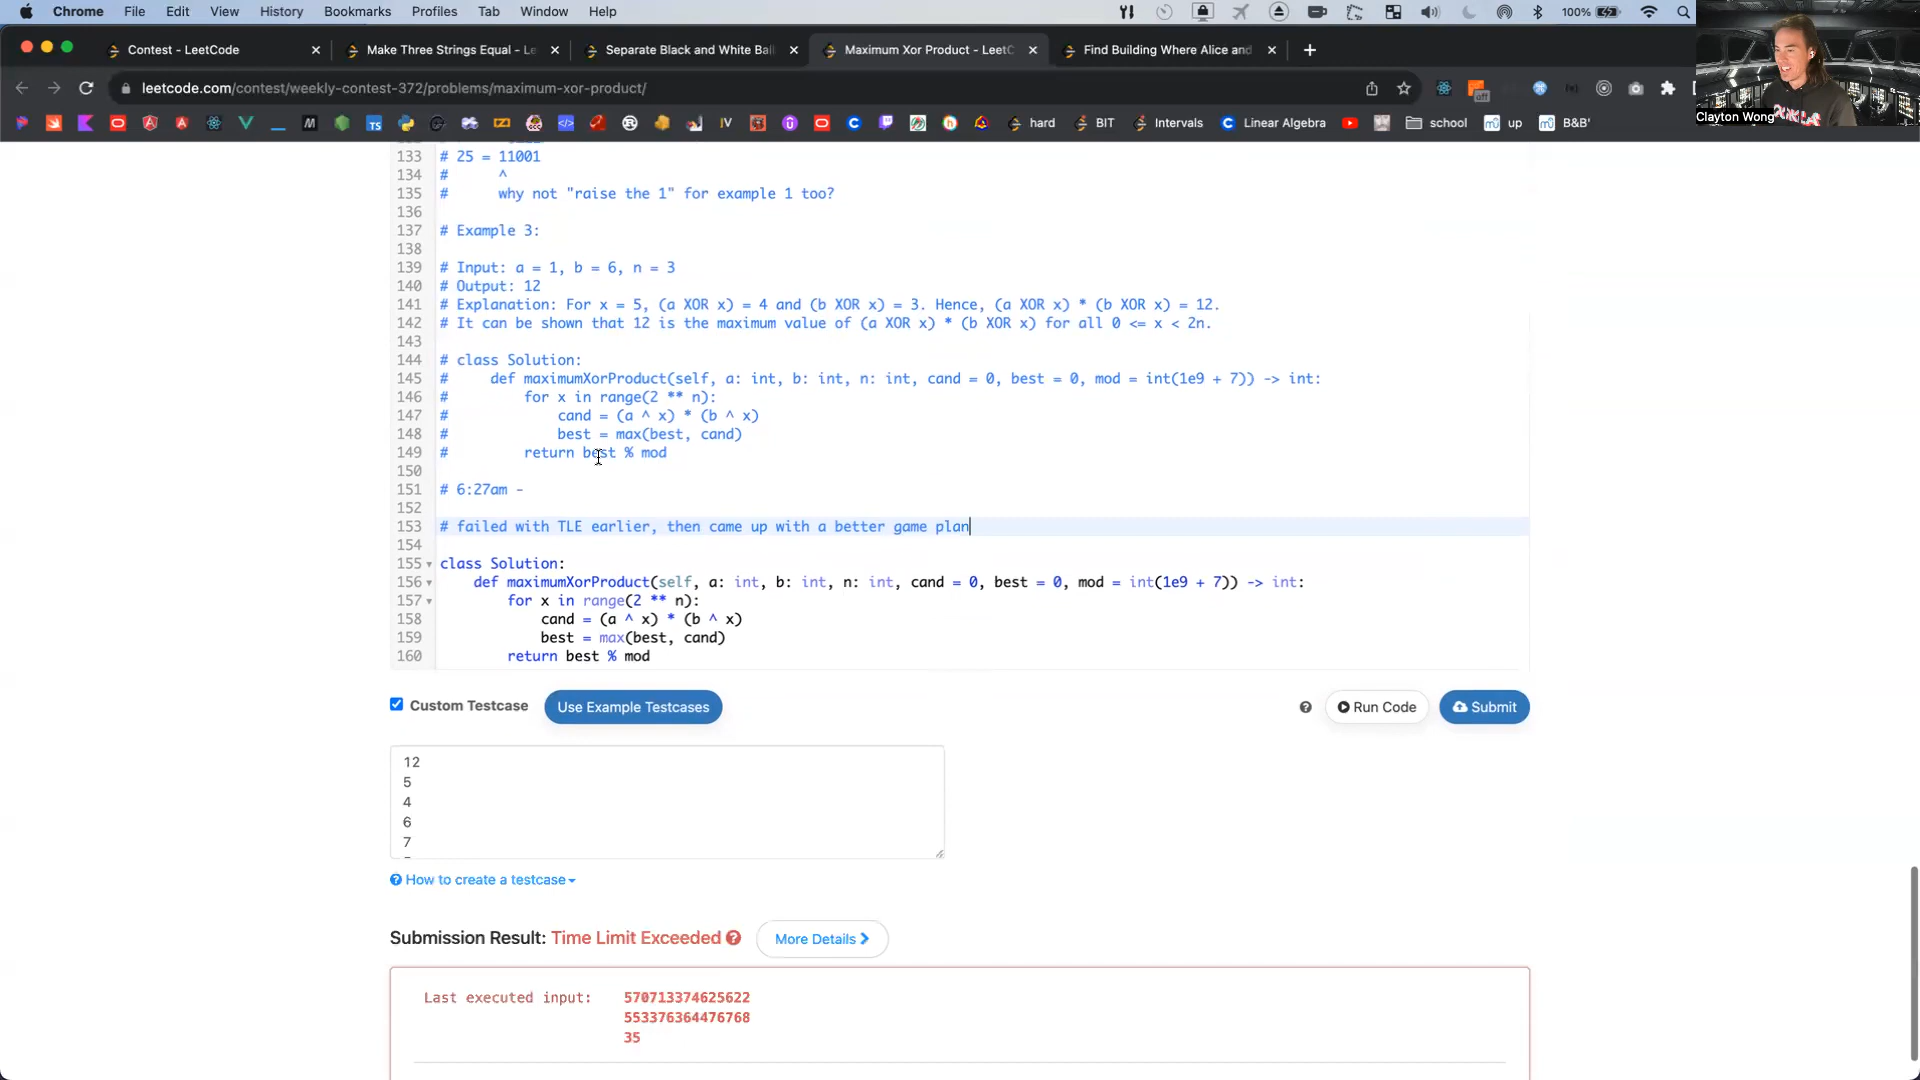 Chrome File Edit View History Bookmarks Profiles Tab Window Help 100%
Contest - LeetCode
Make Three Strings Equal - Le
Separate Black and White Bal
Maximum Xor Product - LeetC
Find Building Where Alice and
leetcode.com/contest/weekly-contest-372/problems/maximum-xor-product/
off
Clayton Wong
TS IV hard BIT Intervals Linear Algebra school up B&B'
133 # 25 = 11001
134 # ^
135 # why not "raise the 1" for example 1 too?
136
137 # Example 3:
138
139 # Input: a = 1, b = 6, n = 3
140 # Output: 12
141 # Explanation: For x = 5, (a XOR x) = 4 and (b XOR x) = 3. Hence, (a XOR x) * (b XOR x) = 12.
142 # It can be shown that 12 is the maximum value of (a XOR x) * (b XOR x) for all 0 <= x < 2n.
143
144 # class Solution:
145 # def maximumXorProduct(self, a: int, b: int, n: int, cand = 0, best = 0, mod = int(1e9 + 7)) -> int:
146 # for x in range(2 ** n):
147 # cand = (a ^ x) * (b ^ x)
148 # best = max(best, cand)
149 # return best % mod
150
151 # 6:27am -
152
153 # failed with TLE earlier, then came up with a better game plan
154
155 class Solution:
156 def maximumXorProduct(self, a: int, b: int, n: int, cand = 0, best = 0, mod = int(1e9 + 7)) -> int:
157 for x in range(2 ** n):
158 cand = (a ^ x) * (b ^ x)
159 best = max(best, cand)
160 return best % mod
Custom Testcase Use Example Testcases ? Run Code Submit
12
5
4
6
7
How to create a testcase
Submission Result: Time Limit Exceeded More Details
Last executed input: 570713374625622
553376364476768
35